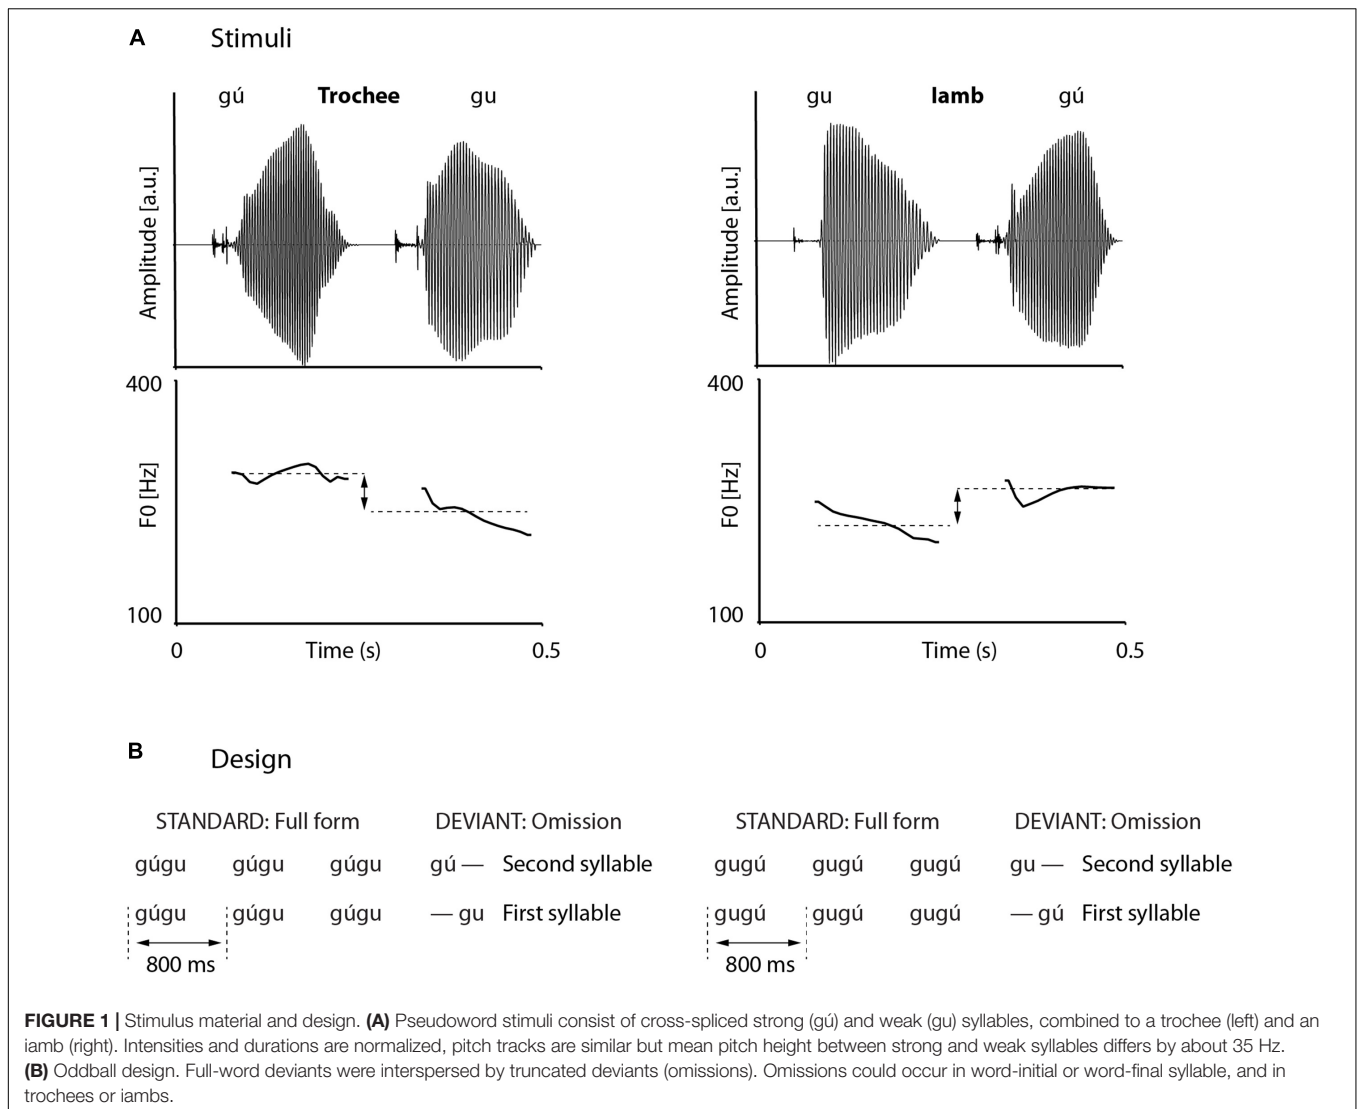 A Stimuli
gú Trochee gu
gu Iamb gú
Amplitude [a.u.]
Amplitude [a.u.]
400
F0 [Hz]
100
0 Time (s) 0.5
400
F0 [Hz]
100
0 Time (s) 0.5
B Design
STANDARD: Full form DEVIANT: Omission STANDARD: Full form DEVIANT: Omission
gúgu gúgu gúgu gú — Second syllable gugú gugú gugú gu — Second syllable
gúgu gúgu gúgu — gu First syllable gugú gugú gugú — gú First syllable
800 ms 800 ms
FIGURE 1 | Stimulus material and design. (A) Pseudoword stimuli consist of cross-spliced strong (gú) and weak (gu) syllables, combined to a trochee (left) and an
iamb (right). Intensities and durations are normalized, pitch tracks are similar but mean pitch height between strong and weak syllables differs by about 35 Hz.
(B) Oddball design. Full-word deviants were interspersed by truncated deviants (omissions). Omissions could occur in word-initial or word-final syllable, and in
trochees or iambs.